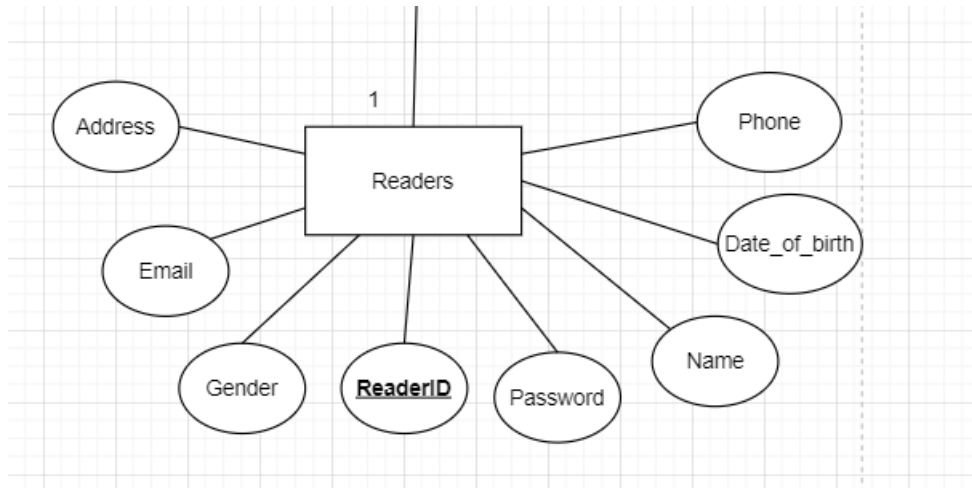 1
Address
Phone
Readers
Date_of_birth
Email
Name
Gender
ReaderID
Password